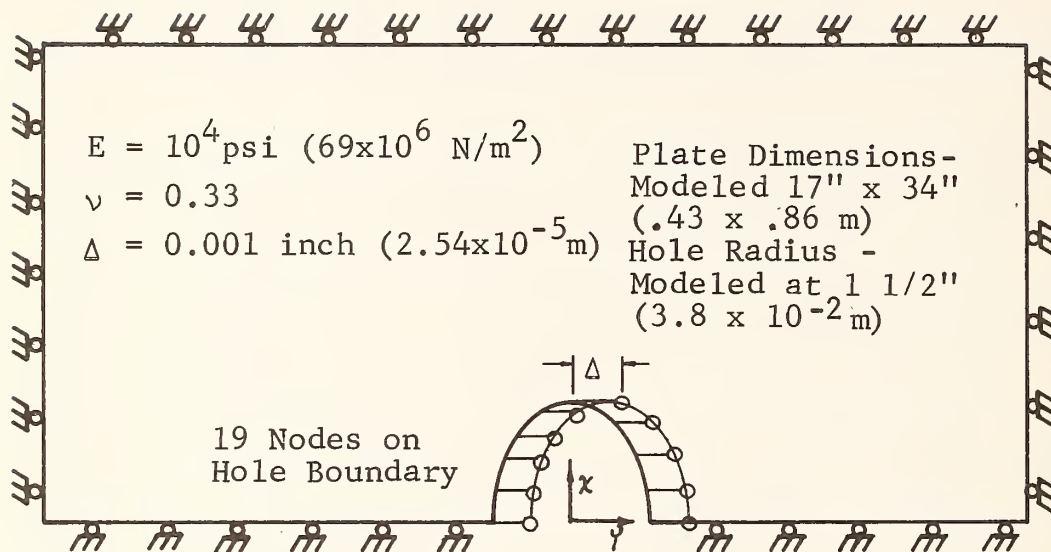 E = 10⁴psi (69x10⁶ N/m²)
ν = 0.33
Δ = 0.001 inch (2.54x10⁻⁵m)
Plate Dimensions-
Modeled 17" x 34"
(.43 x .86 m)
Hole Radius -
Modeled at 1 1/2"
(3.8 x 10⁻² m)
Δ
19 Nodes on
Hole Boundary
x
y